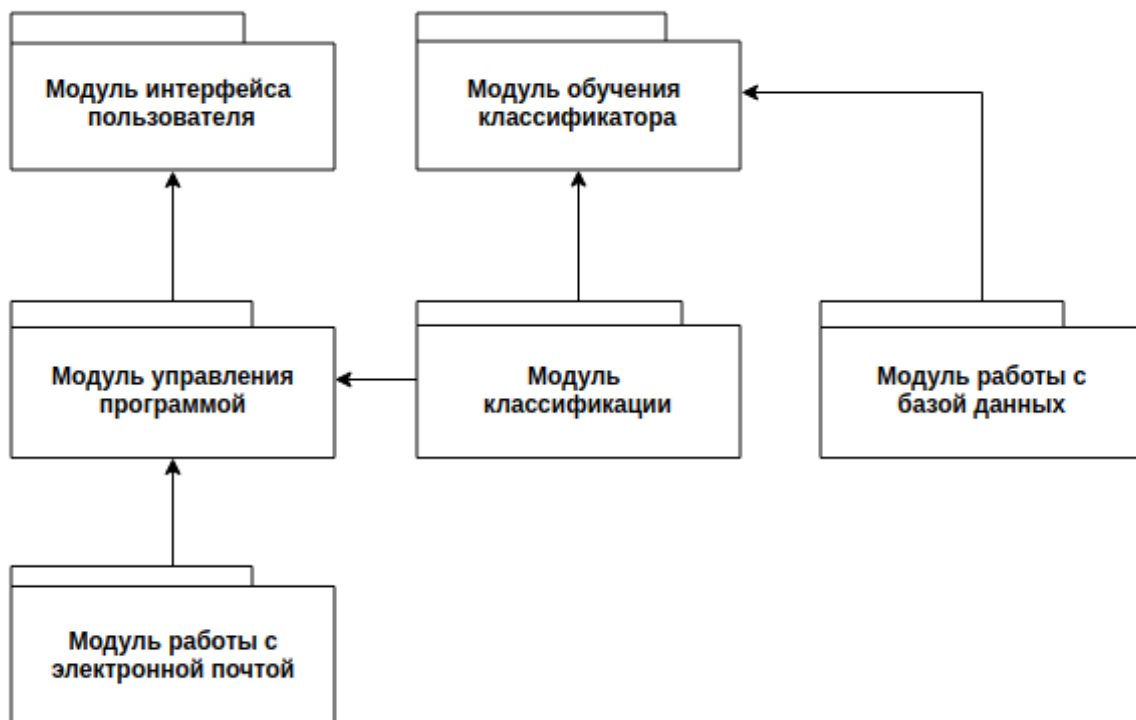 Модуль интерфейса
пользователя
Модуль обучения
классификатора
Модуль управления
программой
Модуль
классификации
Модуль работы с
базой данных
Модуль работы с
электронной почтой